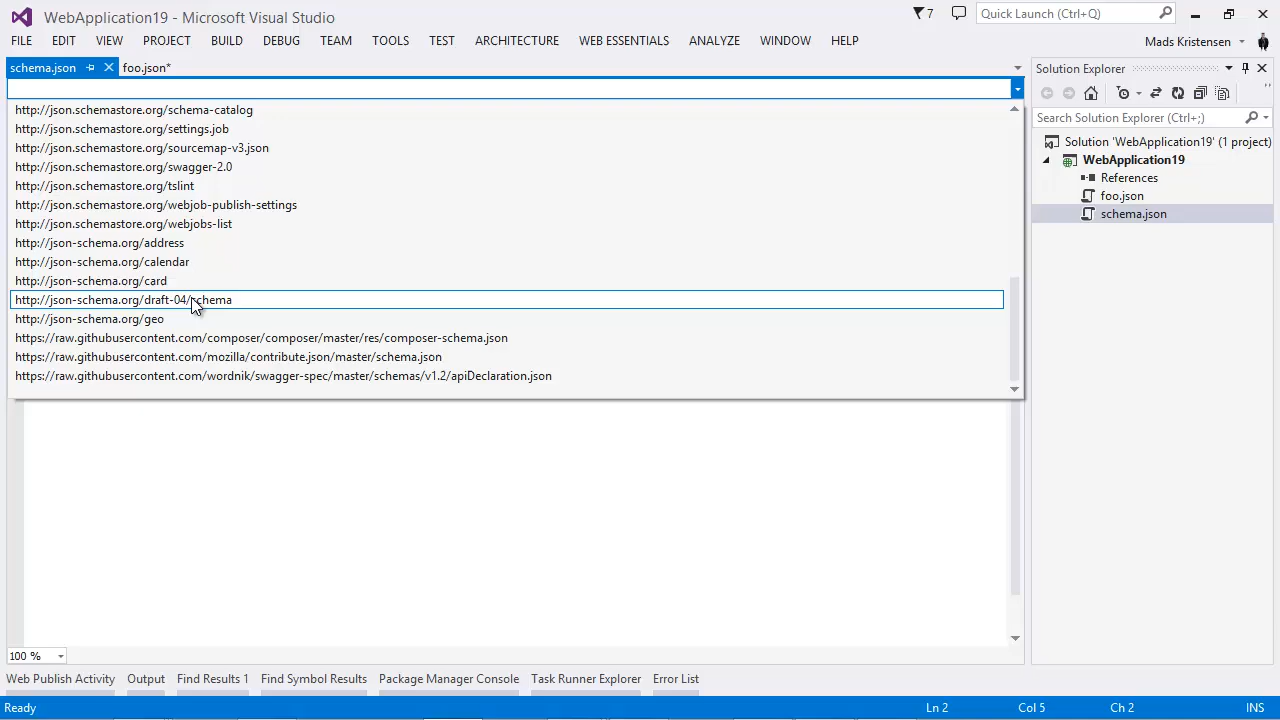 WebApplication19 - Microsoft Visual Studio
7
Quick Launch (Ctrl+Q)
FILE EDIT VIEW PROJECT BUILD DEBUG TEAM TOOLS TEST ARCHITECTURE WEB ESSENTIALS ANALYZE WINDOW HELP
Mads Kristensen
schema.json
foo.json*
http://json.schemastore.org/schema-catalog
http://json.schemastore.org/settings.job
http://json.schemastore.org/sourcemap-v3.json
http://json.schemastore.org/swagger-2.0
http://json.schemastore.org/tslint
http://json.schemastore.org/webjob-publish-settings
http://json.schemastore.org/webjobs-list
http://json-schema.org/address
http://json-schema.org/calendar
http://json-schema.org/card
http://json-schema.org/draft-04/schema
http://json-schema.org/geo
https://raw.githubusercontent.com/composer/composer/master/res/composer-schema.json
https://raw.githubusercontent.com/mozilla/contribute.json/master/schema.json
https://raw.githubusercontent.com/wordnik/swagger-spec/master/schemas/v1.2/apiDeclaration.json
Solution Explorer
Search Solution Explorer (Ctrl+;)
Solution 'WebApplication19' (1 project)
WebApplication19
References
foo.json
schema.json
100 %
Web Publish Activity Output Find Results 1 Find Symbol Results Package Manager Console Task Runner Explorer Error List
Ready Ln 2 Col 5 Ch 2 INS